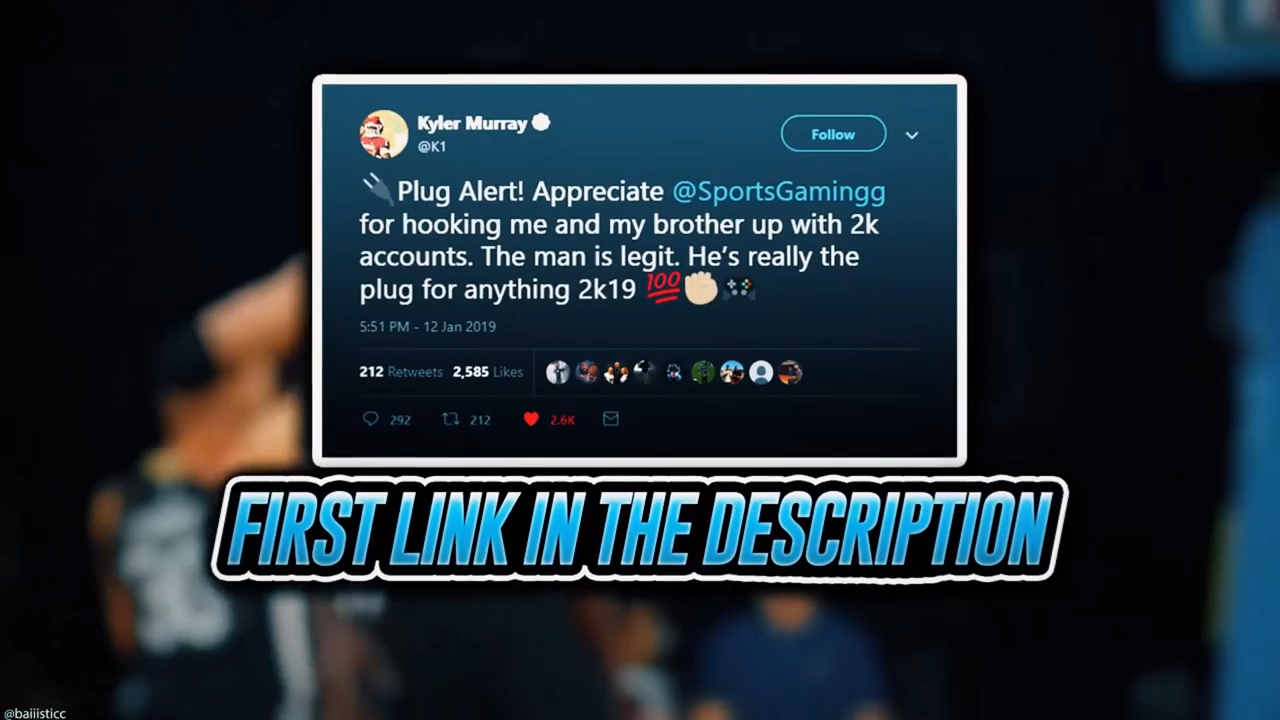 Kyler Murray
@K1
Follow
🔌Plug Alert! Appreciate @SportsGamingg
for hooking me and my brother up with 2k
accounts. The man is legit. He’s really the
plug for anything 2k19 💯✊🏼🎮
5:51 PM - 12 Jan 2019
212 Retweets 2,585 Likes
292 212 2.6K
FIRST LINK IN THE DESCRIPTION
@baiiisticc